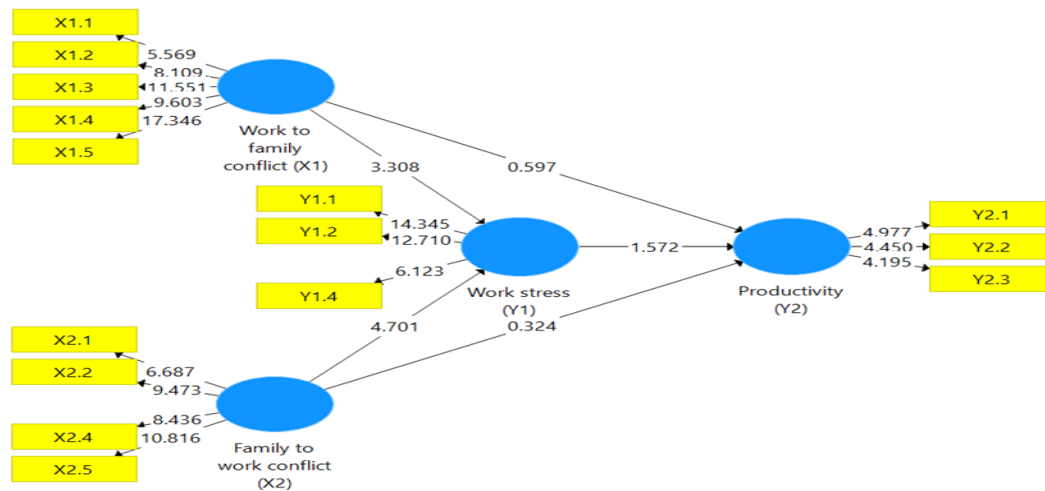 X1.1
X1.2
X1.3
X1.4
X1.5
5.569
8.109
11.551
9.603
17.346
Work to
family
conflict (X1)
3.308
0.597
Y1.1
Y1.2
Y1.4
14.345
12.710
6.123
Work stress
(Y1)
1.572
Productivity
(Y2)
4.977
4.450
4.195
Y2.1
Y2.2
Y2.3
4.701
0.324
X2.1
X2.2
X2.4
X2.5
6.687
9.473
8.436
10.816
Family to
work conflict
(X2)